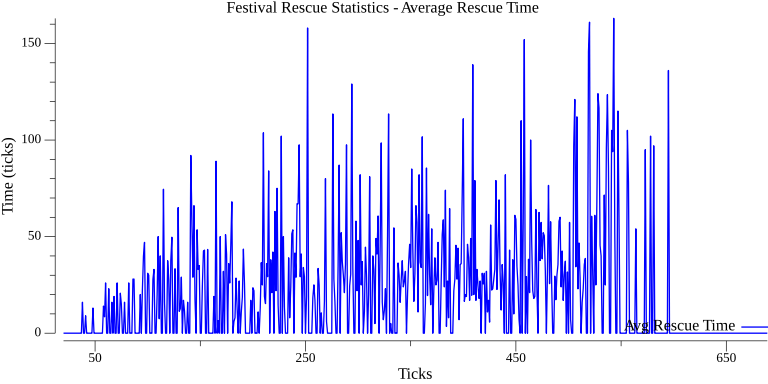 Festival Rescue Statistics - Average Rescue Time
150
100
50
0
Time (ticks)
Avg Rescue Time
50
250
450
650
Ticks